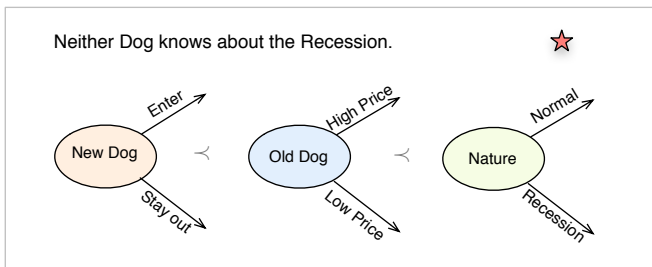 Neither Dog knows about the Recession.
Enter
High Price
Normal
New Dog
Old Dog
Nature
Stay out
Low Price
Recession